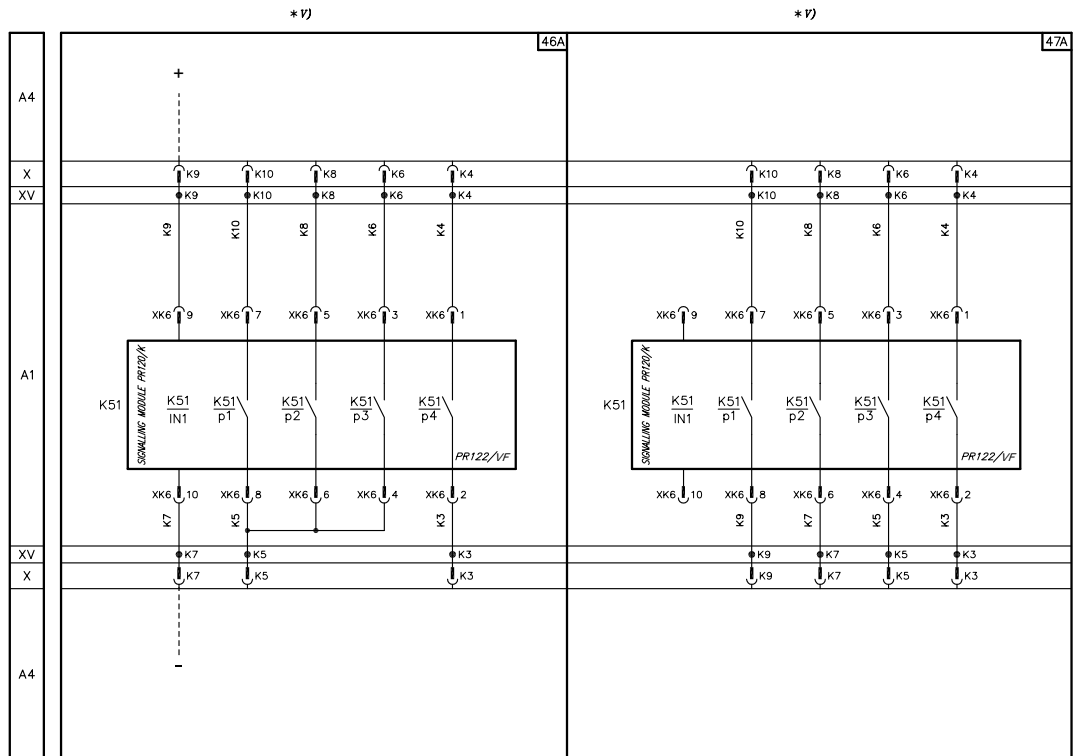 * V) * V)
46A 47A
A4
+
X K9 K10 K8 K6 K4 K10 K8 K6 K4
XV K9 K10 K8 K6 K4 K10 K8 K6 K4
K9 K10 K8 K6 K4 K10 K8 K6 K4
XK6 9 XK6 7 XK6 5 XK6 3 XK6 1 XK6 9 XK6 7 XK6 5 XK6 3 XK6 1
A1
SIGNALLING MODULE PR120/K SIGNALLING MODULE PR120/K
K51 K51 K51 K51 K51 K51 K51 K51 K51 K51 K51 K51
IN1 p1 p2 p3 p4 IN1 p1 p2 p3 p4
PR122/VF PR122/VF
XK6 10 XK6 8 XK6 6 XK6 4 XK6 2 XK6 10 XK6 8 XK6 6 XK6 4 XK6 2
K7 K5 K3 K9 K7 K5 K3
XV K7 K5 K3 K9 K7 K5 K3
X K7 K5 K3 K9 K7 K5 K3
A4
-